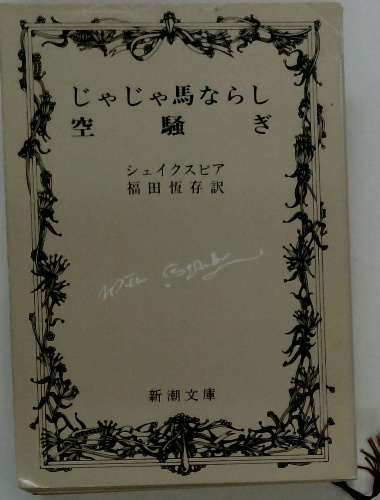 じゃじゃ馬ならし
空騒ぎ
シェイクスピア
福田恆存訳
新潮文庫